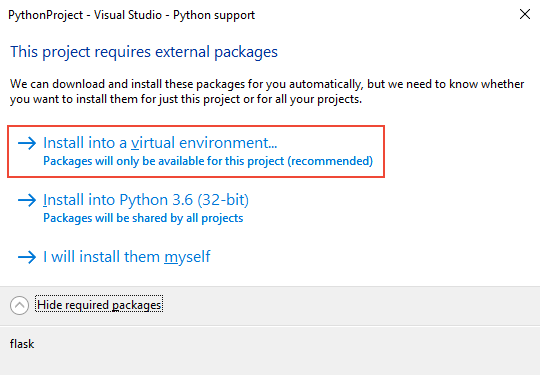 PythonProject - Visual Studio - Python support
This project requires external packages
We can download and install these packages for you automatically, but we need to know whether
you want to install them for just this project or for all your projects.
Install into a virtual environment...
Packages will only be available for this project (recommended)
Install into Python 3.6 (32-bit)
Packages will be shared by all projects
I will install them myself
Hide required packages
flask